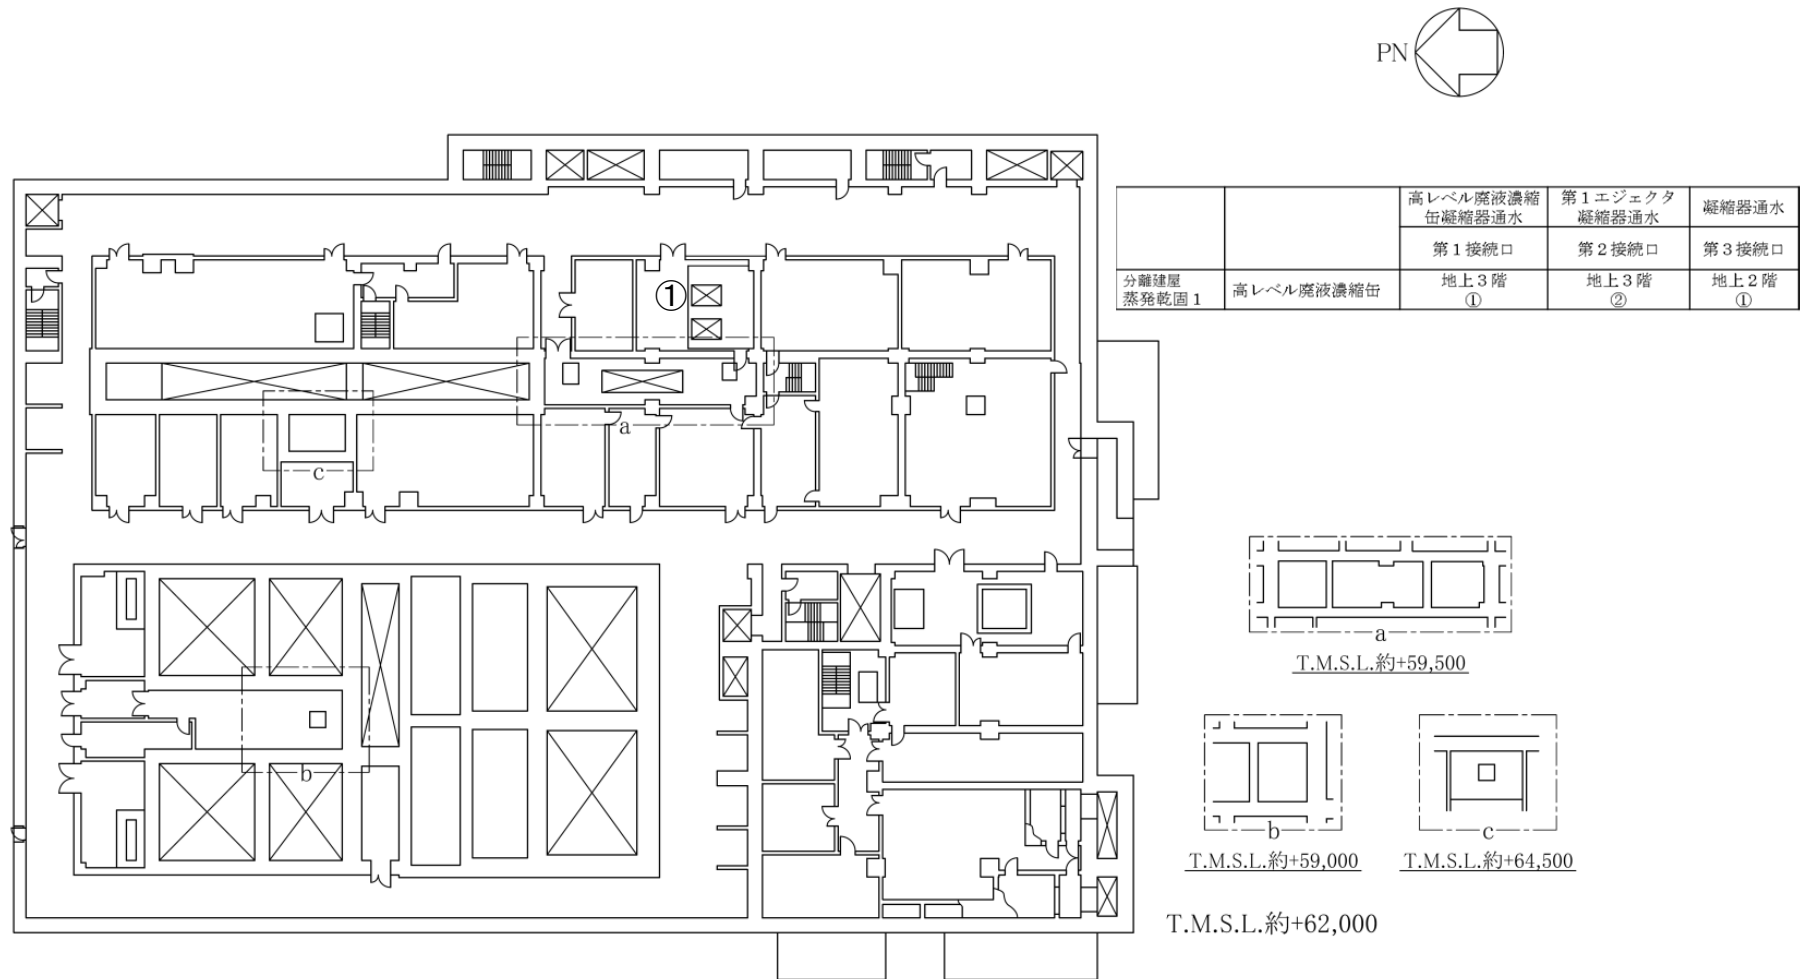 PN
高レベル廃液濃縮
缶凝縮器通水
第１エジェクタ
凝縮器通水
凝縮器通水
第１接続口
第２接続口
第３接続口
分離建屋
蒸発乾固１
高レベル廃液濃縮缶
地上３階
①
地上３階
②
地上２階
①
①
a
c
b
a
T.M.S.L.約+59,500
b
T.M.S.L.約+59,000
c
T.M.S.L.約+64,500
T.M.S.L.約+62,000